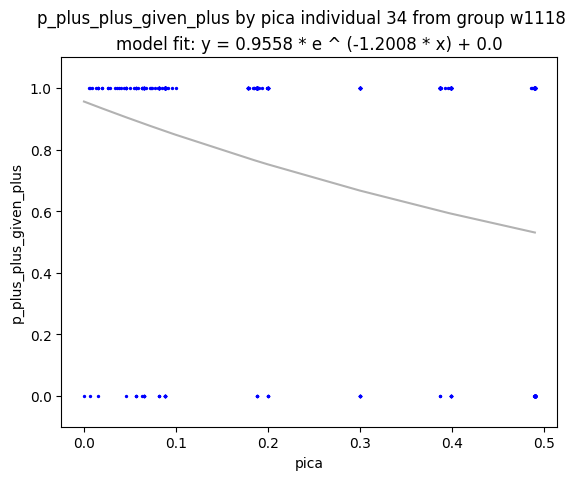 p_plus_plus_given_plus by pica individual 34 from group w1118
model fit: y = 0.9558 * e ^ (-1.2008 * x) + 0.0
1.0
0.8
0.6
0.4
0.2
0.0
p_plus_plus_given_plus
0.0 0.1 0.2 0.3 0.4 0.5
pica